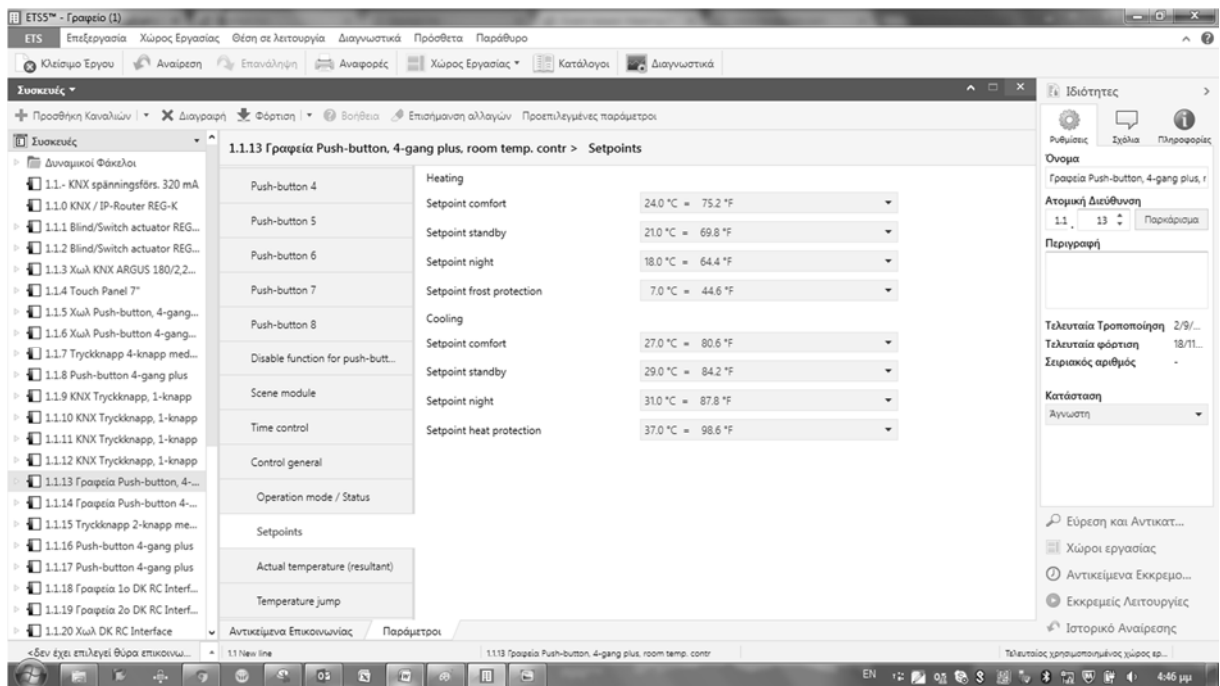 ETS5™ - Γραφείο (1)
ETS Επεξεργασία Χώρος Εργασίας Θέση σε λειτουργία Διαγνωστικά Πρόσθετα Παράθυρο
Κλείσιμο Έργου Αναίρεση Επανάληψη Αναφορές Χώρος Εργασίας Κατάλογοι Διαγνωστικά
Συσκευές
Προσθήκη Καναλιών Διαγραφή Φόρτιση Βοήθεια Επισήμανση αλλαγών Προεπιλεγμένες παράμετροι
Συσκευές
Δυναμικοί Φάκελοι
1.1.- KNX spänningsförs. 320 mA
1.1.0 KNX / IP-Router REG-K
1.1.1 Blind/Switch actuator REG...
1.1.2 Blind/Switch actuator REG...
1.1.3 Χωλ KNX ARGUS 180/2,2...
1.1.4 Touch Panel 7"
1.1.5 Χωλ Push-button, 4-gang...
1.1.6 Χωλ Push-button 4-gang...
1.1.7 Tryckknapp 4-knapp med...
1.1.8 Push-button 4-gang plus
1.1.9 KNX Tryckknapp, 1-knapp
1.1.10 KNX Tryckknapp, 1-knapp
1.1.11 KNX Tryckknapp, 1-knapp
1.1.12 KNX Tryckknapp, 1-knapp
1.1.13 Γραφεία Push-button, 4-...
1.1.14 Γραφεία Push-button 4-...
1.1.15 Tryckknapp 2-knapp me...
1.1.16 Push-button 4-gang plus
1.1.17 Push-button 4-gang plus
1.1.18 Γραφεία 1ο DK RC Interf...
1.1.19 Γραφεία 2ο DK RC Interf...
1.1.20 Χωλ DK RC Interface
1.1.13 Γραφεία Push-button, 4-gang plus, room temp. contr > Setpoints
Push-button 4
Push-button 5
Push-button 6
Push-button 7
Push-button 8
Disable function for push-butt...
Scene module
Time control
Control general
Operation mode / Status
Setpoints
Actual temperature (resultant)
Temperature jump
Heating
Setpoint comfort 24.0 °C = 75.2 °F
Setpoint standby 21.0 °C = 69.8 °F
Setpoint night 18.0 °C = 64.4 °F
Setpoint frost protection 7.0 °C = 44.6 °F
Cooling
Setpoint comfort 27.0 °C = 80.6 °F
Setpoint standby 29.0 °C = 84.2 °F
Setpoint night 31.0 °C = 87.8 °F
Setpoint heat protection 37.0 °C = 98.6 °F
Αντικείμενα Επικοινωνίας Παράμετροι
Ιδιότητες
Ρυθμίσεις Σχόλια Πληροφορίες
Όνομα
Γραφεία Push-button, 4-gang plus, r
Ατομική Διεύθυνση
1.1 . 13 Παρκάρισμα
Περιγραφή
Τελευταία Τροποποίηση 2/9/...
Τελευταία φόρτιση 18/11...
Σειριακός αριθμός -
Κατάσταση
Άγνωστη
Εύρεση και Αντικατ...
Χώροι εργασίας
Αντικείμενα Εκκρεμο...
Εκκρεμείς Λειτουργίες
Ιστορικό Αναίρεσης
<δεν έχει επιλεγεί θύρα επικοινω... 1.1 New line 1.1.13 Γραφεία Push-button, 4-gang plus, room temp. contr Τελευταίος χρησιμοποιημένος χώρος ερ...
EN 4:46 μμ